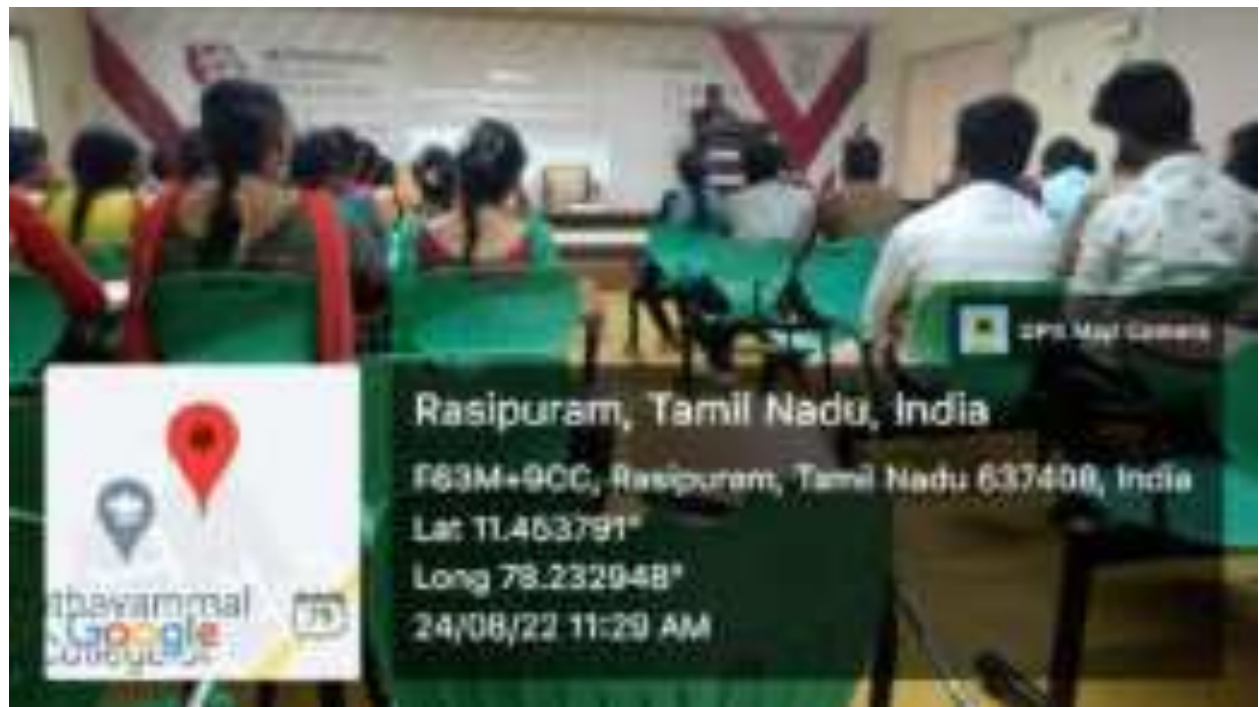 GPS Map Camera
Rasipuram, Tamil Nadu, India
F63M+9CC, Rasipuram, Tamil Nadu 637408, India
Lat 11.453791°
Long 78.232948°
24/08/22 11:29 AM
Google